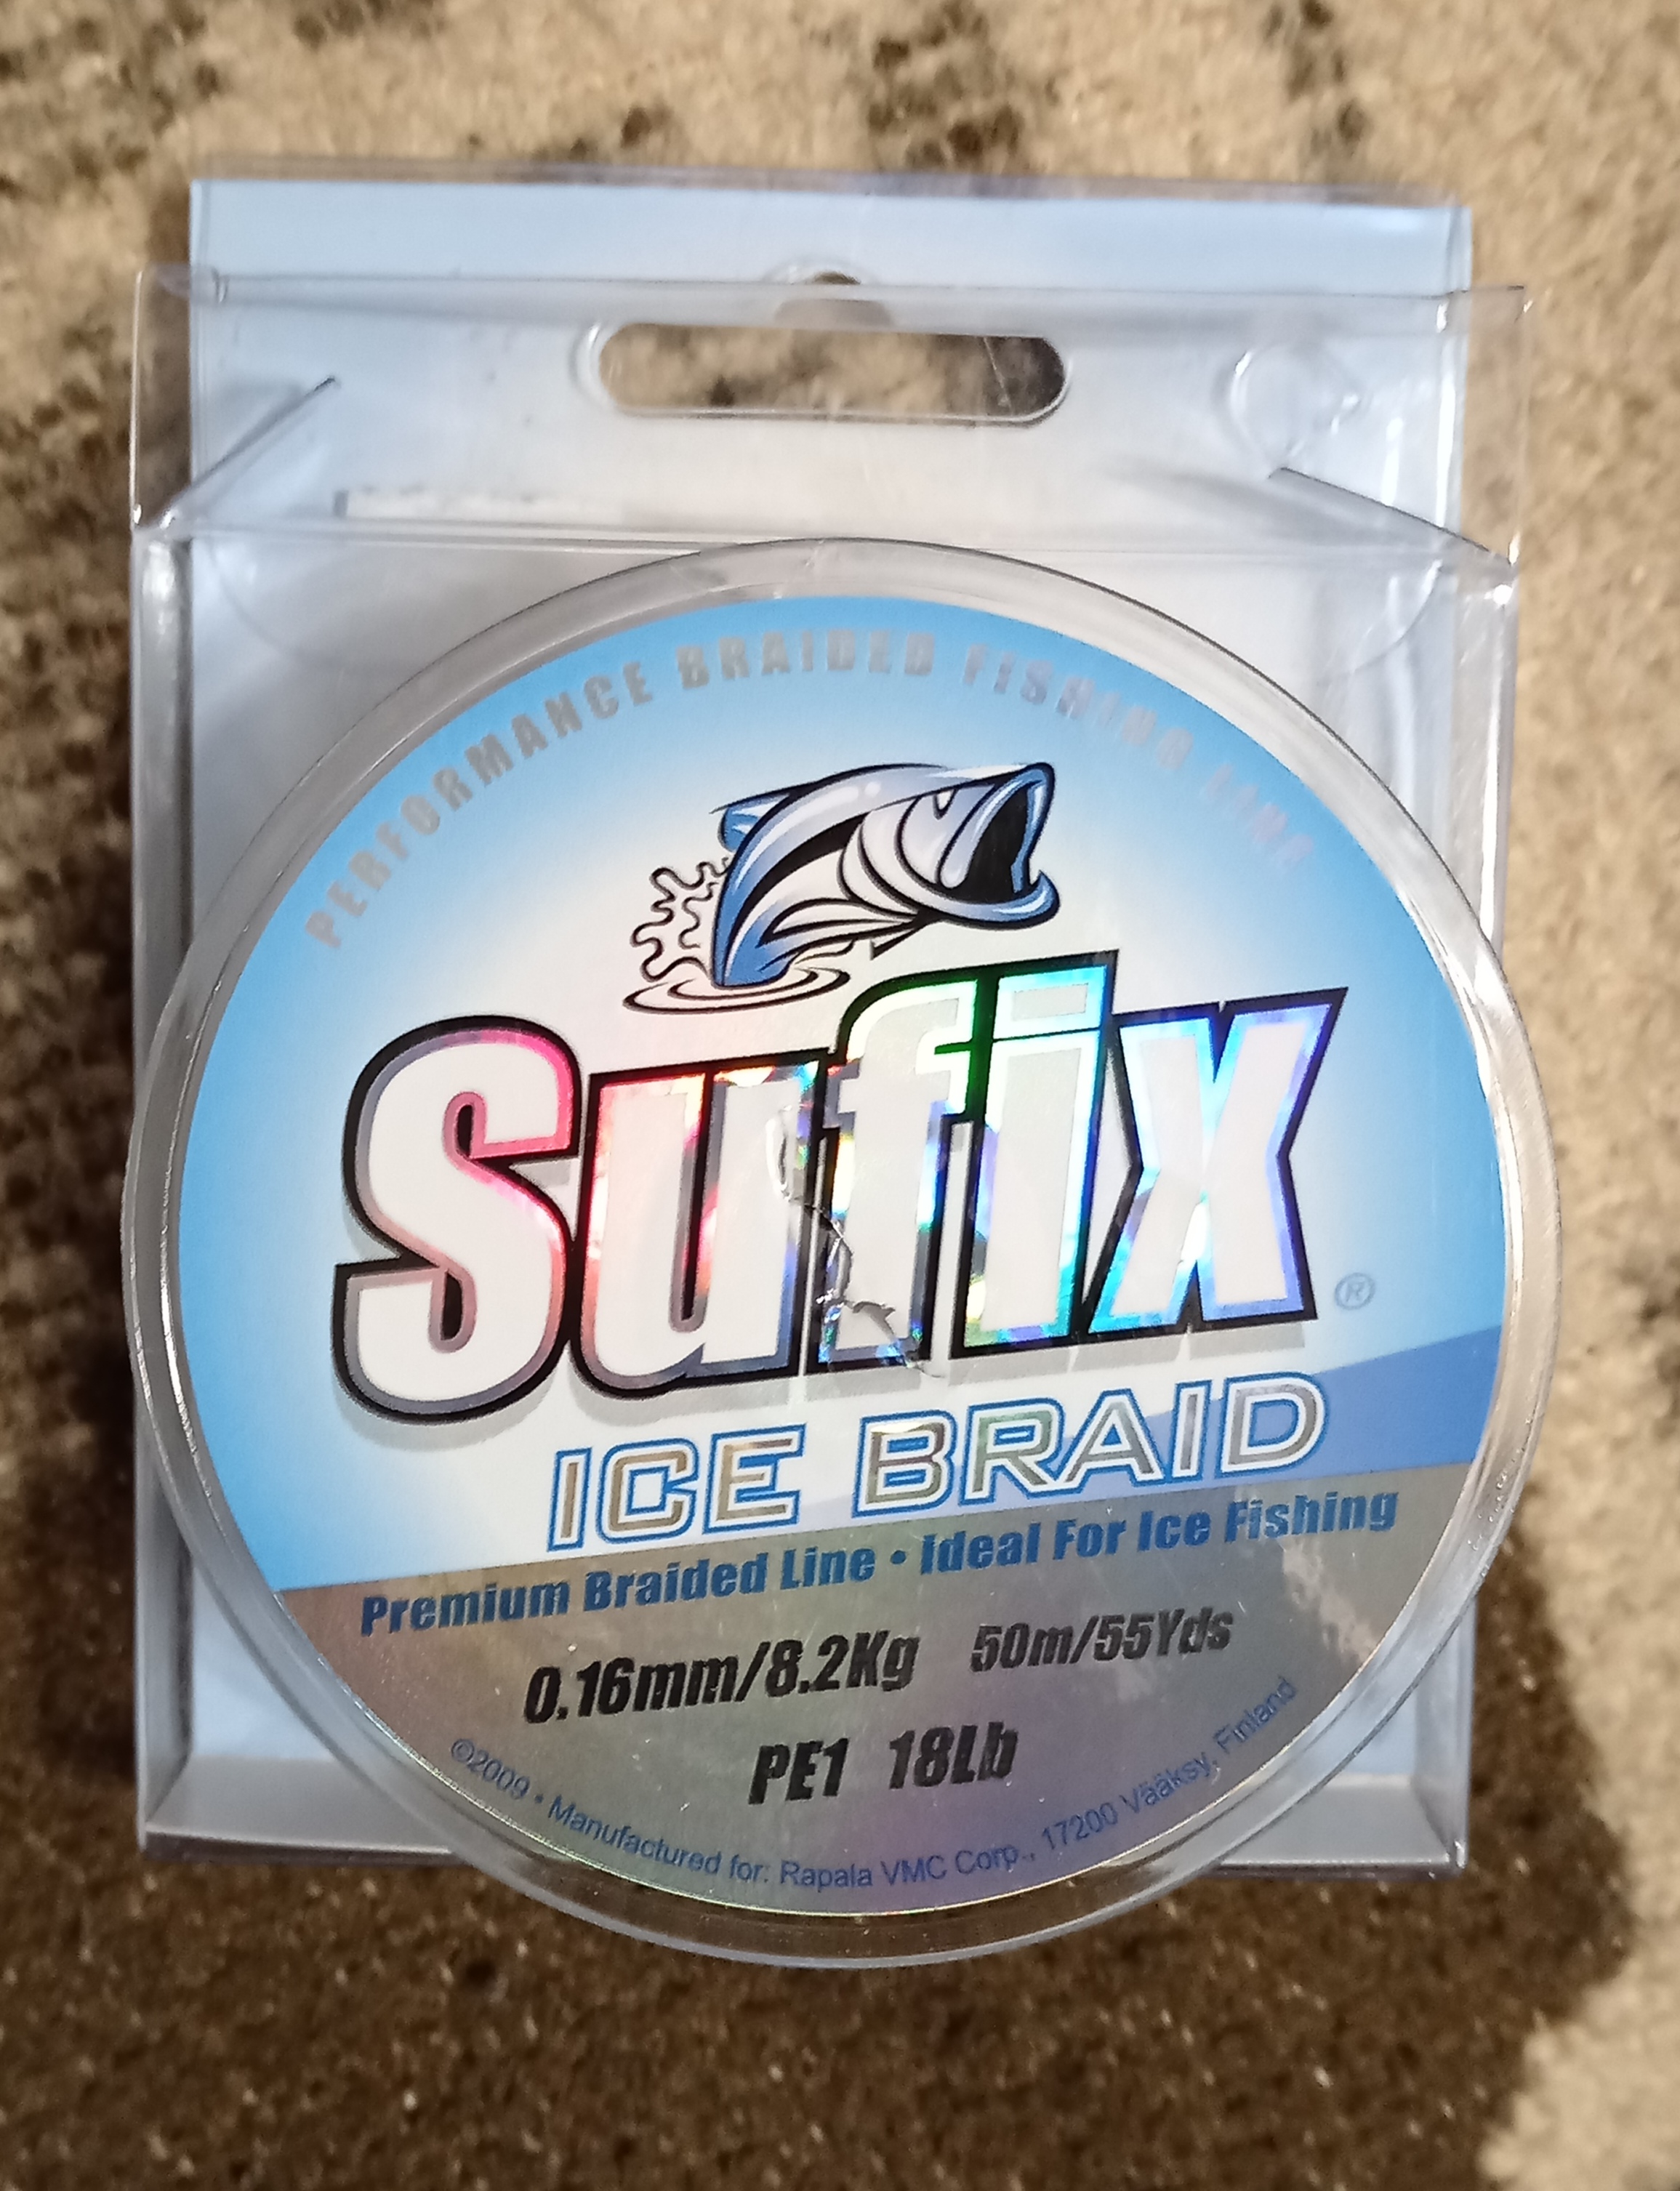 PERFORMANCE BRAIDED FISHING LINE
Sufix®
ICE BRAID
Premium Braided Line • Ideal For Ice Fishing
0.16mm/8.2Kg 50m/55Yds
PE1 18Lb
©2009 • Manufactured for: Rapala VMC Corp., 17200 Vääksy, Finland